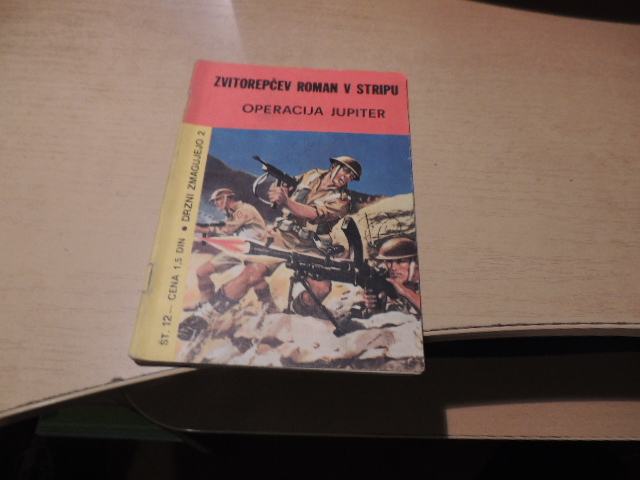 ZVITOREPČEV ROMAN V STRIPU
OPERACIJA JUPITER
ŠT. 12 — CENA 1,5 DIN • DRZNI ZMAGUJEJO 2